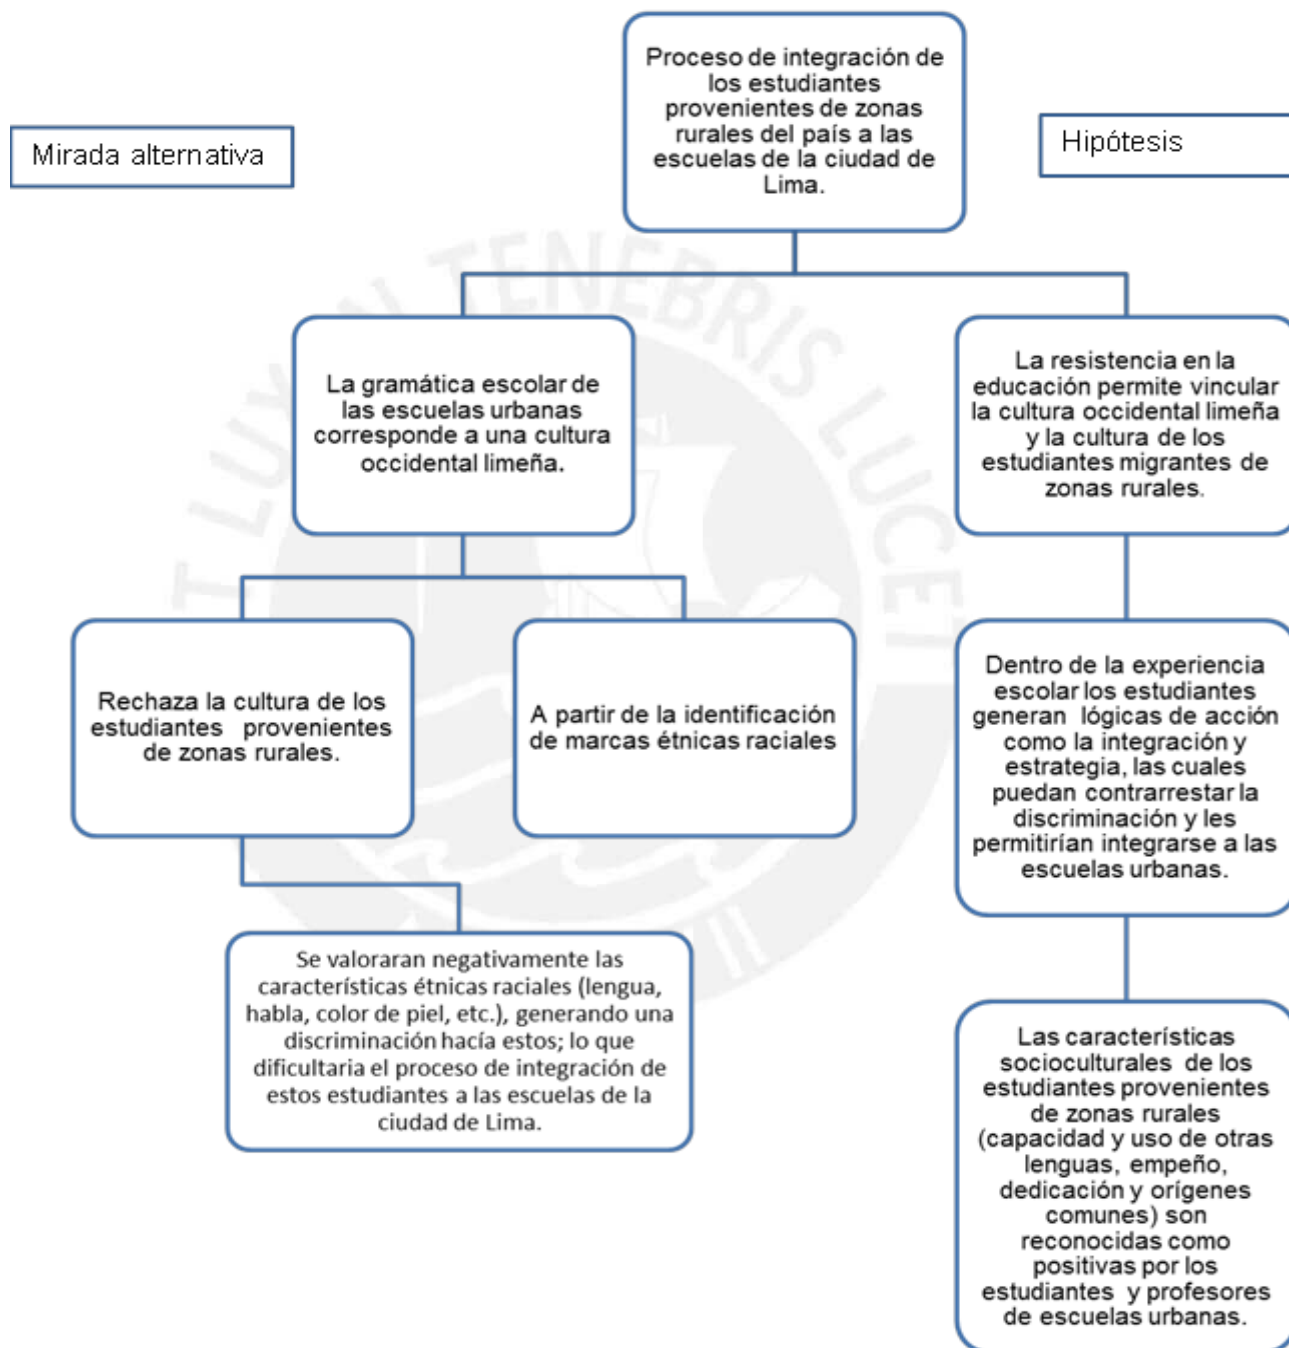 Proceso de integración de
los estudiantes
provenientes de zonas
rurales del país a las
escuelas de la ciudad de
Lima.
Mirada alternativa
Hipótesis
La gramática escolar de
las escuelas urbanas
corresponde a una cultura
occidental limeña.
La resistencia en la
educación permite vincular
la cultura occidental limeña
y la cultura de los
estudiantes migrantes de
zonas rurales.
Rechaza la cultura de los
estudiantes provenientes
de zonas rurales.
A partir de la identificación
de marcas étnicas raciales
Dentro de la experiencia
escolar los estudiantes
generan lógicas de acción
como la integración y
estrategia, las cuales
puedan contrarrestar la
discriminación y les
permitirían integrarse a las
escuelas urbanas.
Se valoraran negativamente las
características étnicas raciales (lengua,
habla, color de piel, etc.), generando una
discriminación hacía estos; lo que
dificultaria el proceso de integración de
estos estudiantes a las escuelas de la
ciudad de Lima.
Las características
socioculturales de los
estudiantes provenientes
de zonas rurales
(capacidad y uso de otras
lenguas, empeño,
dedicación y orígenes
comunes) son
reconocidas como
positivas por los
estudiantes y profesores
de escuelas urbanas.
T LUX IN TENEBRIS LUCET